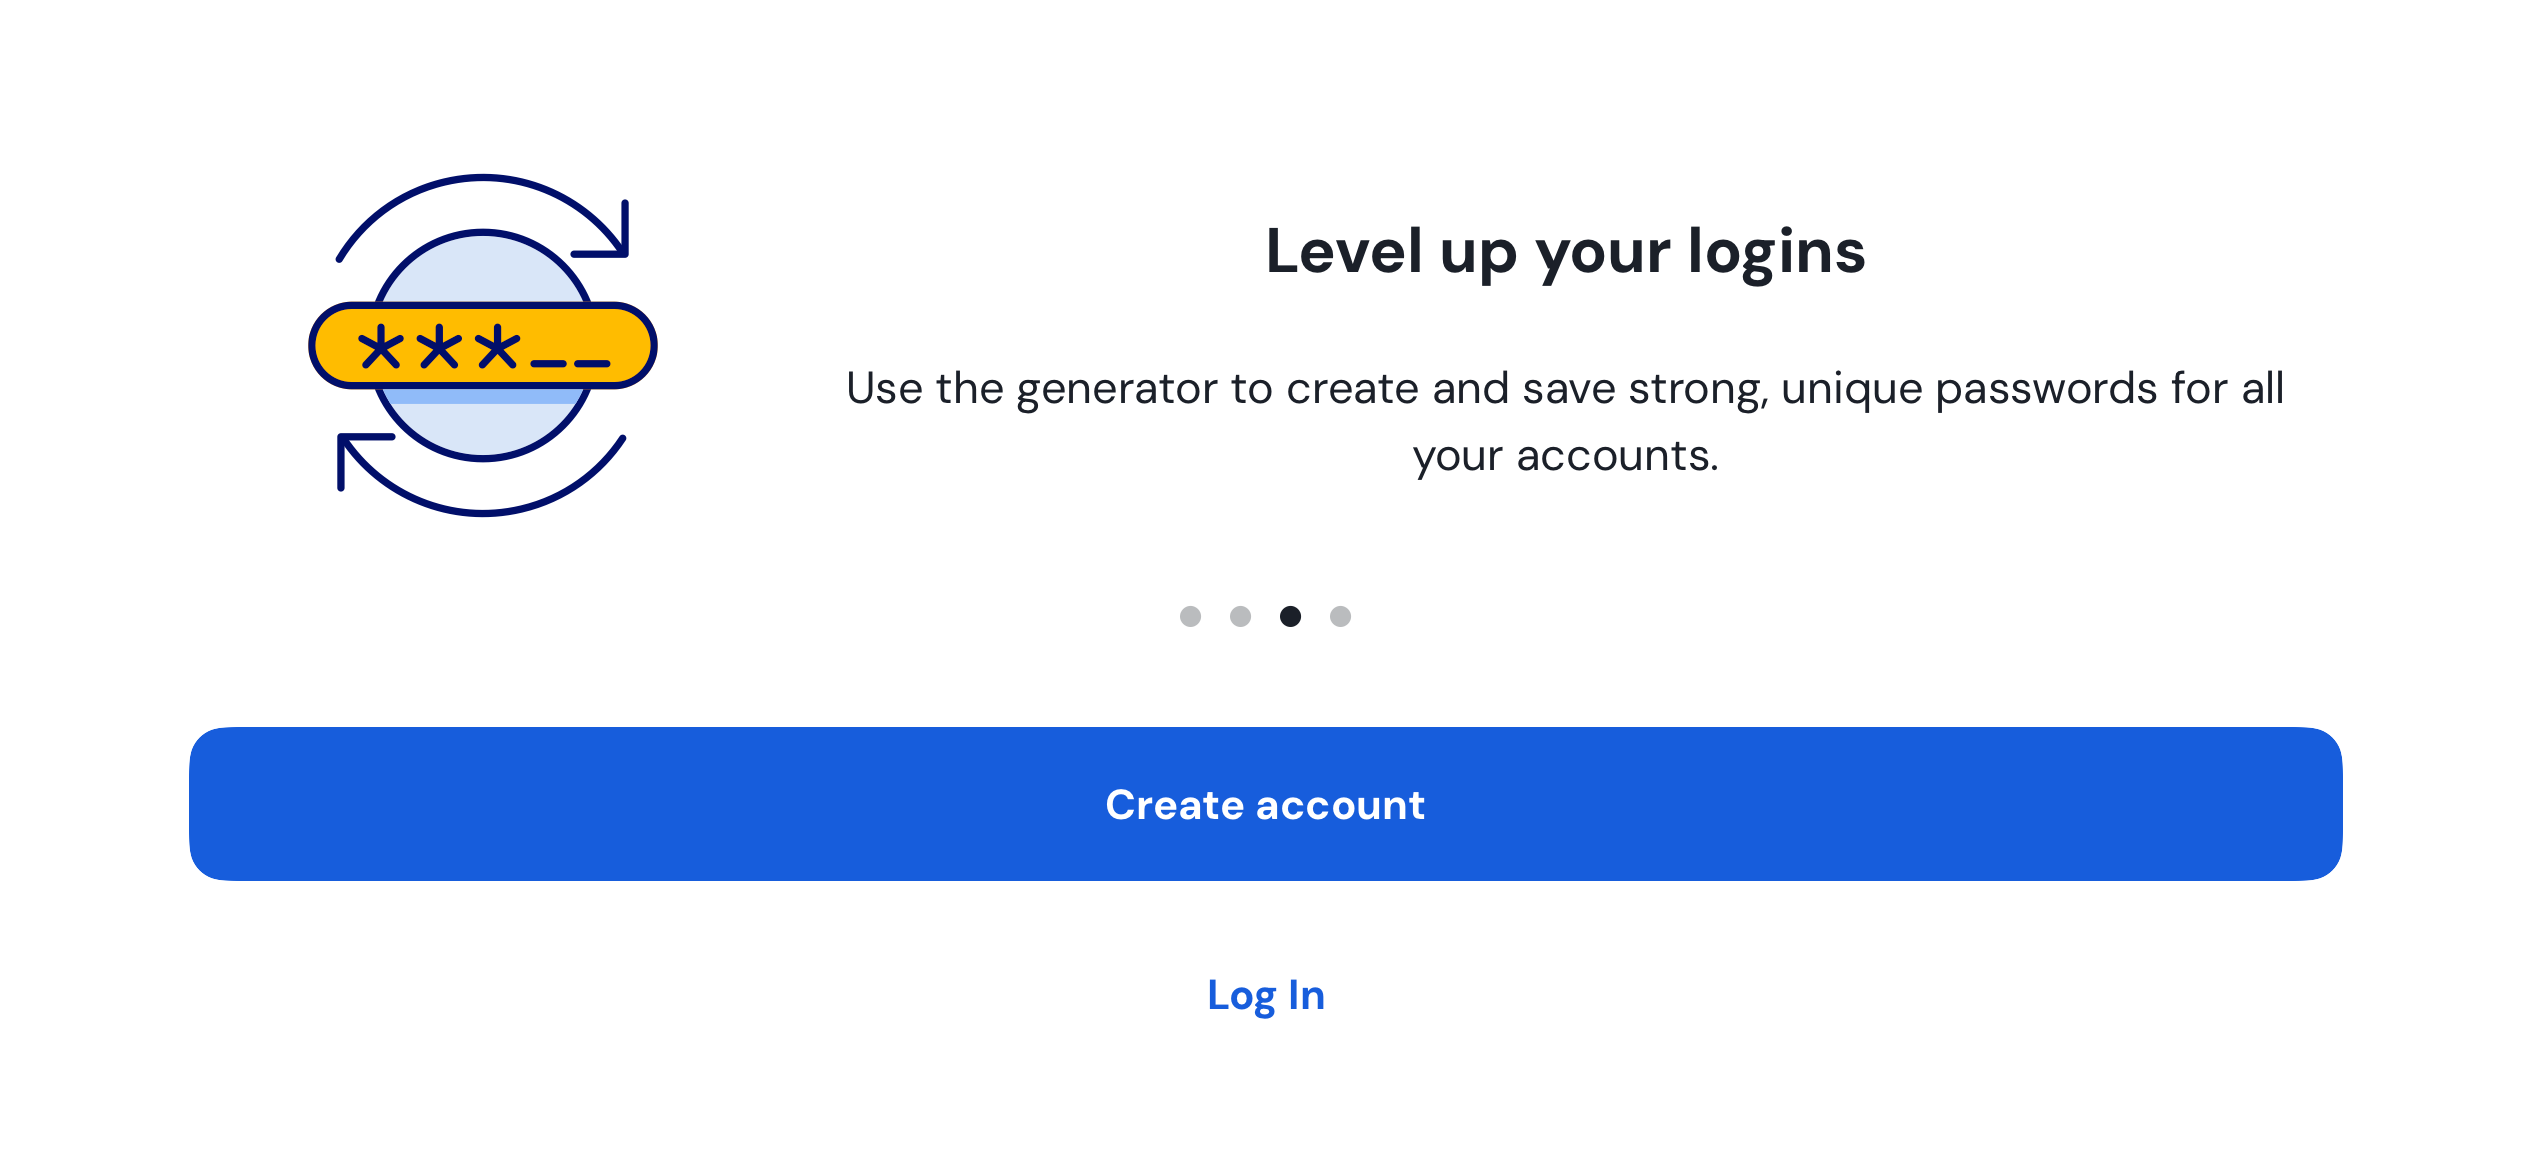 Level up your logins
Use the generator to create and save strong, unique passwords for all
your accounts.
***__
Create account
Log In